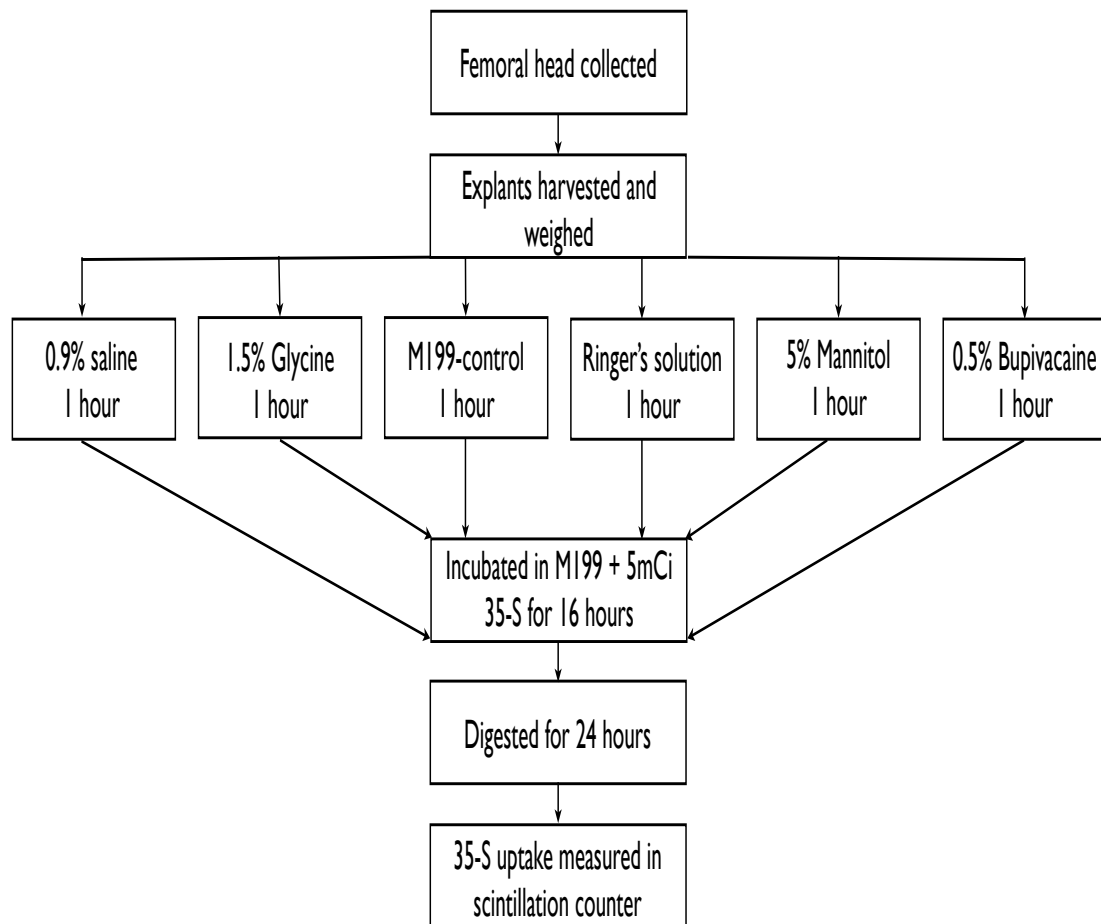 Femoral head collected
Explants harvested and
weighed
0.9% saline
1 hour
1.5% Glycine
1 hour
M199-control
1 hour
Ringer's solution
1 hour
5% Mannitol
1 hour
0.5% Bupivacaine
1 hour
Incubated in M199 + 5mCi
35-S for 16 hours
Digested for 24 hours
35-S uptake measured in
scintillation counter